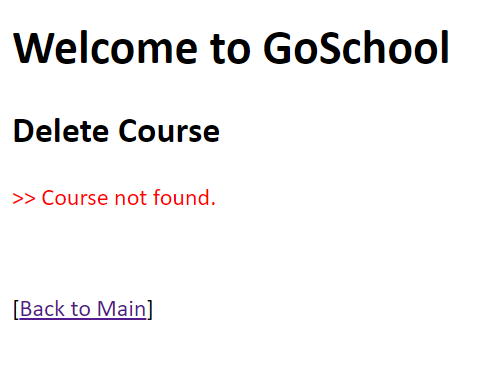 Welcome to GoSchool
Delete Course
>> Course not found.
[Back to Main]